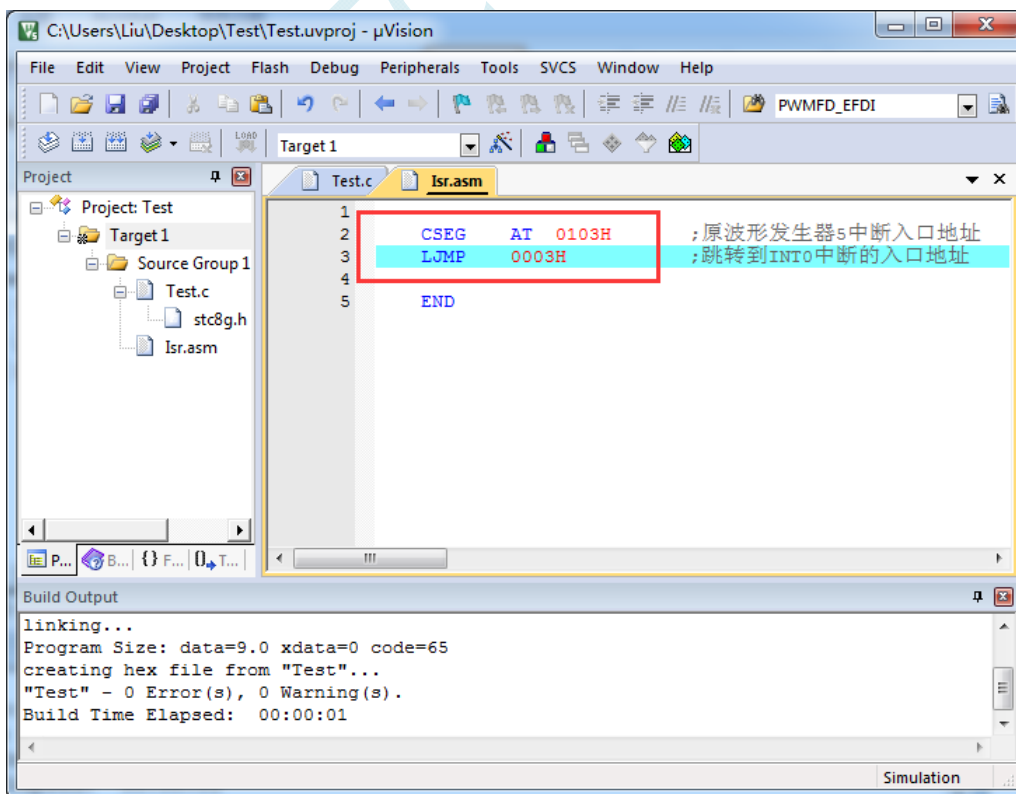 C:\Users\Liu\Desktop\Test\Test.uvproj - µVision
File Edit View Project Flash Debug Peripherals Tools SVCS Window Help
PWMFD_EFDI
LOAD
Target 1
Project
Test.c
Isr.asm
Project: Test
Target 1
Source Group 1
Test.c
stc8g.h
Isr.asm
1
2 CSEG AT 0103H ;原波形发生器5中断入口地址
3 LJMP 0003H ;跳转到INT0中断的入口地址
4
5 END
P... B... {} F... 0 T...
Build Output
linking...
Program Size: data=9.0 xdata=0 code=65
creating hex file from "Test"...
"Test" - 0 Error(s), 0 Warning(s).
Build Time Elapsed: 00:00:01
Simulation